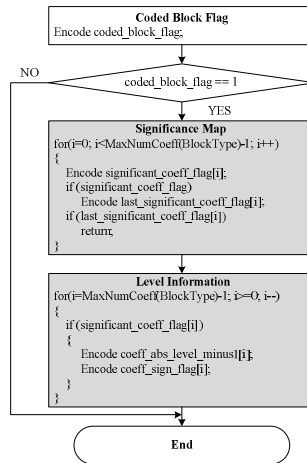 Coded Block Flag
Encode coded_block_flag;
NO
coded_block_flag == 1
YES
Significance Map
for(i=0; i<MaxNumCoeff(BlockType)-1; i++)
{
Encode significant_coeff_flag[i];
if (significant_coeff_flag)
Encode last_significant_coeff_flag[i];
if (last_significant_coeff_flag[i])
return;
}
Level Information
for(i=MaxNumCoeff(BlockType)-1; i>=0; i--)
{
if (significant_coeff_flag[i])
{
Encode coeff_abs_level_minus1[i];
Encode coeff_sign_flag[i];
}
}
End